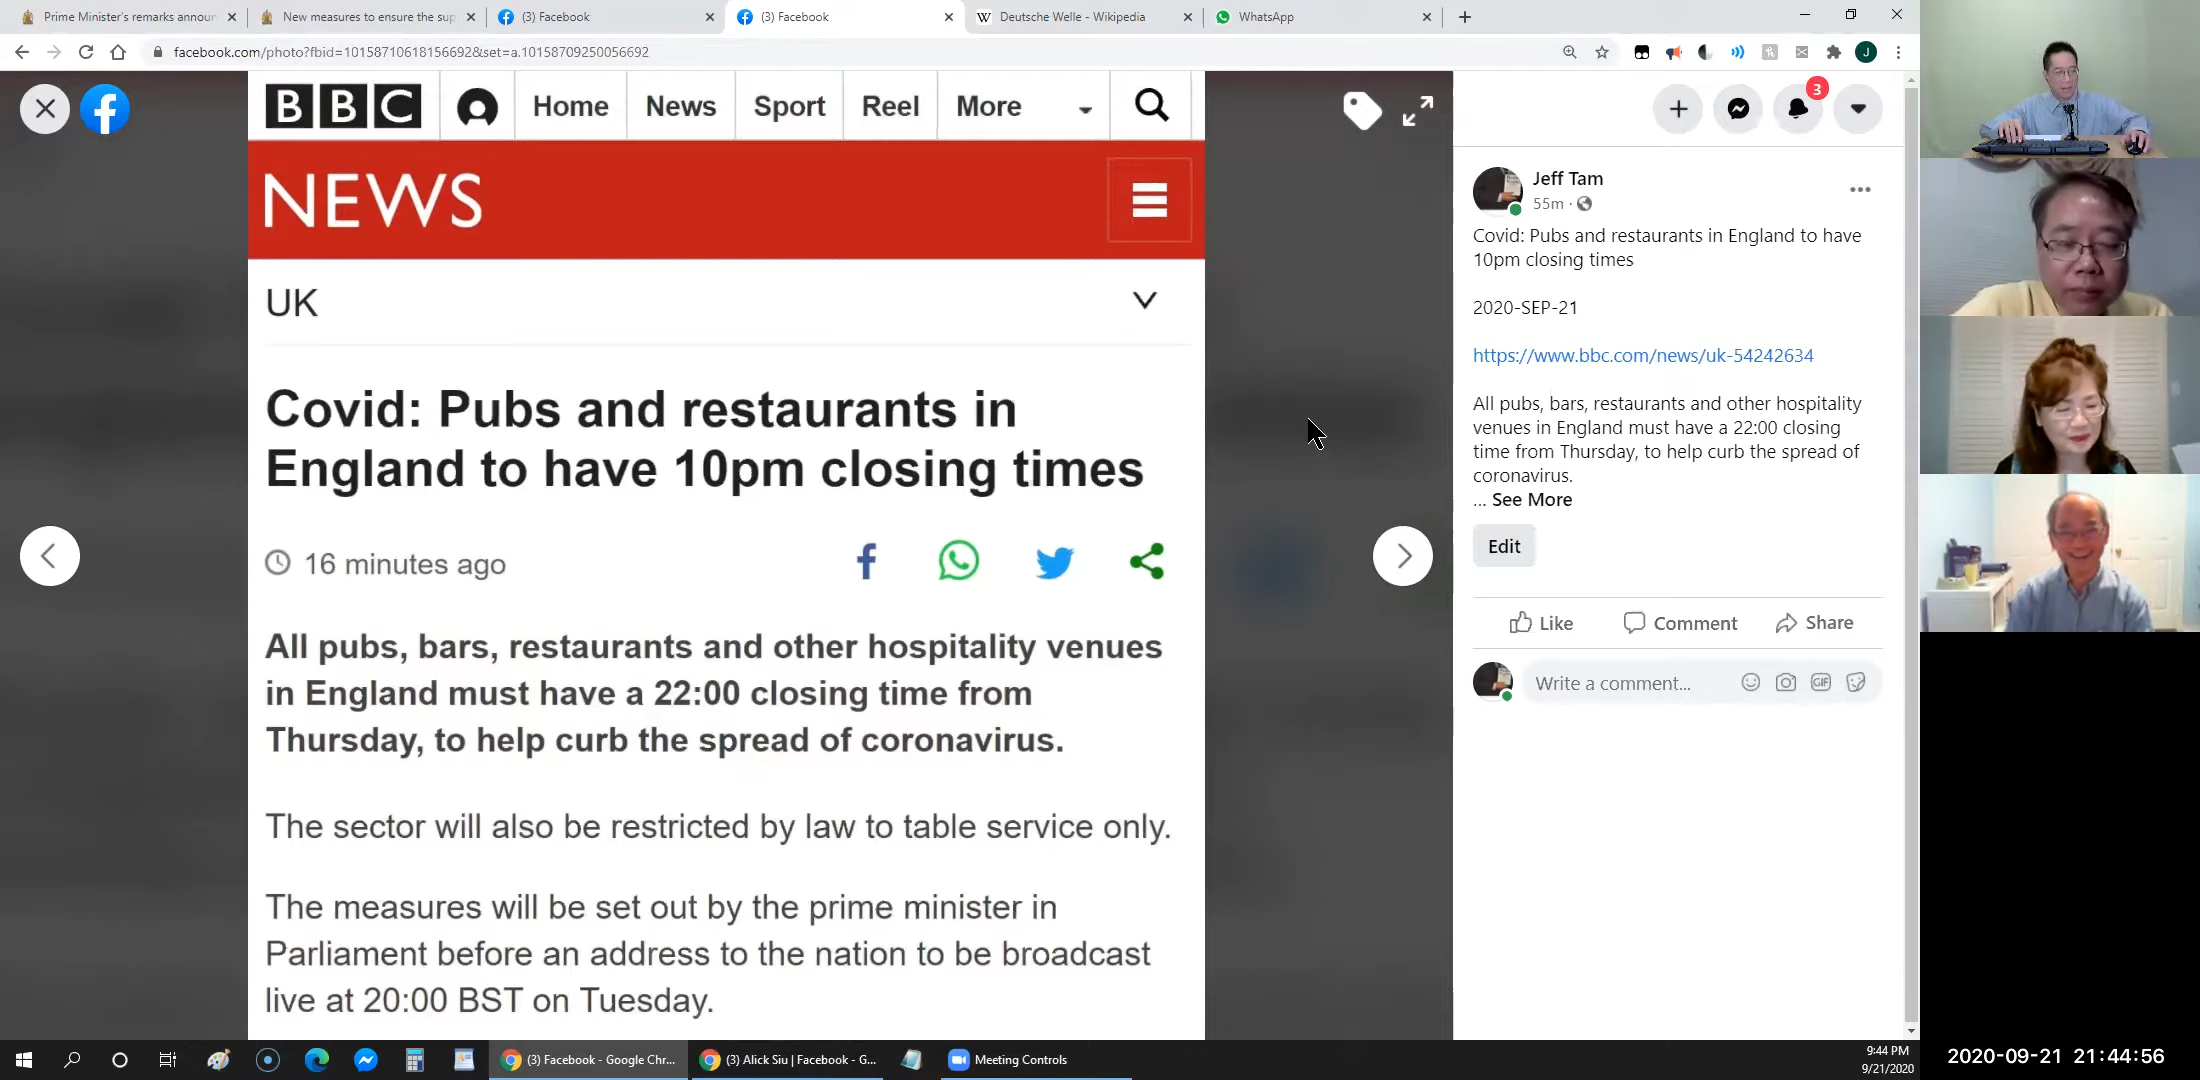 Prime Minister's remarks annour
New measures to ensure the sup
(3) Facebook
(3) Facebook
W Deutsche Welle - Wikipedia
WhatsApp
facebook.com/photo?fbid=10158710618156692&set=a.10158709250056692
J
BBC
Home
News
Sport
Reel
More
3
NEWS
UK
Covid: Pubs and restaurants in
England to have 10pm closing times
16 minutes ago
All pubs, bars, restaurants and other hospitality venues
in England must have a 22:00 closing time from
Thursday, to help curb the spread of coronavirus.
The sector will also be restricted by law to table service only.
The measures will be set out by the prime minister in
Parliament before an address to the nation to be broadcast
live at 20:00 BST on Tuesday.
Jeff Tam
55m ·
Covid: Pubs and restaurants in England to have
10pm closing times
2020-SEP-21
https://www.bbc.com/news/uk-54242634
All pubs, bars, restaurants and other hospitality
venues in England must have a 22:00 closing
time from Thursday, to help curb the spread of
coronavirus.
... See More
Edit
Like
Comment
Share
Write a comment...
GIF
(3) Facebook - Google Chr...
(3) Alick Siu | Facebook - G...
Meeting Controls
9:44 PM
9/21/2020
2020-09-21 21:44:56